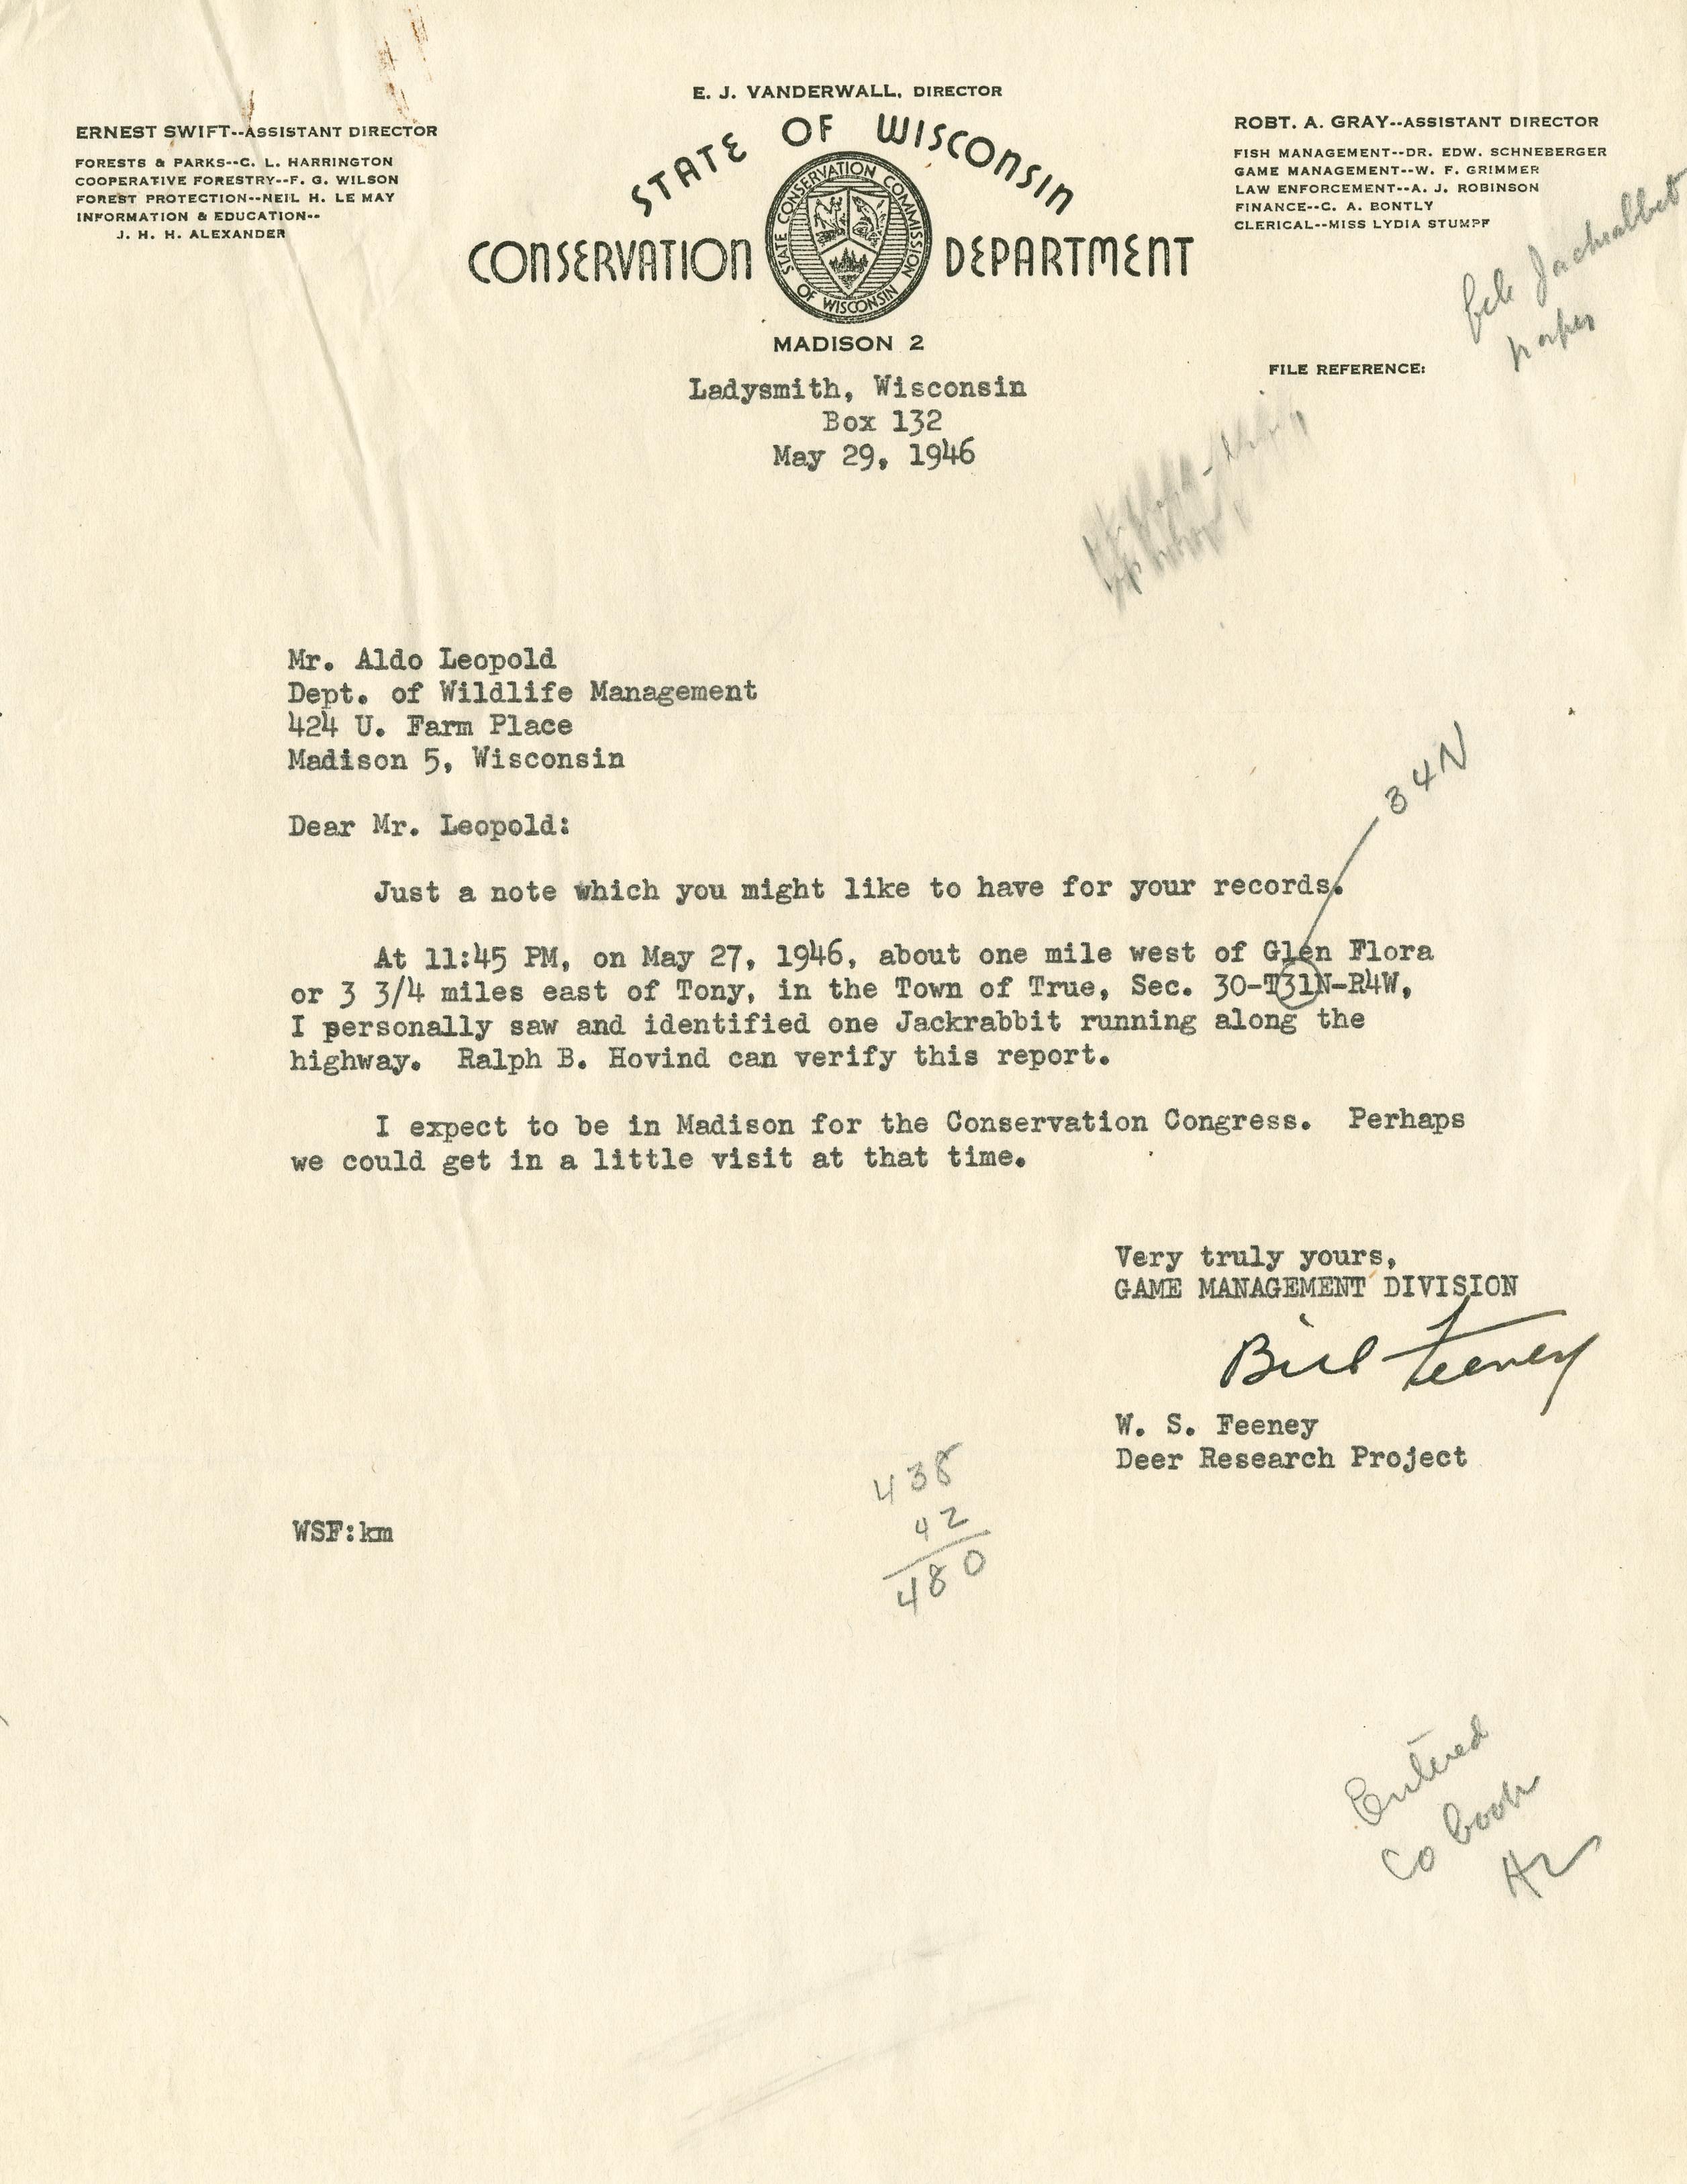 E. J. VANDERWALL, DIRECTOR
ERNEST SWIFT--ASSISTANT DIRECTOR
FORESTS & PARKS--C. L. HARRINGTON
COOPERATIVE FORESTRY--F. G. WILSON
FOREST PROTECTION--NEIL H. LE MAY
INFORMATION & EDUCATION--
J. H. H. ALEXANDER
STATE OF WISCONSIN
CONSERVATION DEPARTMENT
STATE CONSERVATION COMMISSION
OF WISCONSIN
MADISON 2
ROBT. A. GRAY--ASSISTANT DIRECTOR
FISH MANAGEMENT--DR. EDW. SCHNEBERGER
GAME MANAGEMENT--W. F. GRIMMER
LAW ENFORCEMENT--A. J. ROBINSON
FINANCE--C. A. BONTLY
CLERICAL--MISS LYDIA STUMPF
Jackrabbit
FILE REFERENCE:
Ladysmith, Wisconsin
Box 132
May 29, 1946
Mr. Aldo Leopold
Dept. of Wildlife Management
424 U. Farm Place
Madison 5, Wisconsin
34N
Dear Mr. Leopold:
Just a note which you might like to have for your records.
At 11:45 PM, on May 27, 1946, about one mile west of Glen Flora
or 3 3/4 miles east of Tony, in the Town of True, Sec. 30-T31N-R4W,
I personally saw and identified one Jackrabbit running along the
highway. Ralph B. Hovind can verify this report.
I expect to be in Madison for the Conservation Congress. Perhaps
we could get in a little visit at that time.
Very truly yours,
GAME MANAGEMENT DIVISION
Bill Feeney
W. S. Feeney
Deer Research Project
438
42
480
WSF:km
Entered
Co book